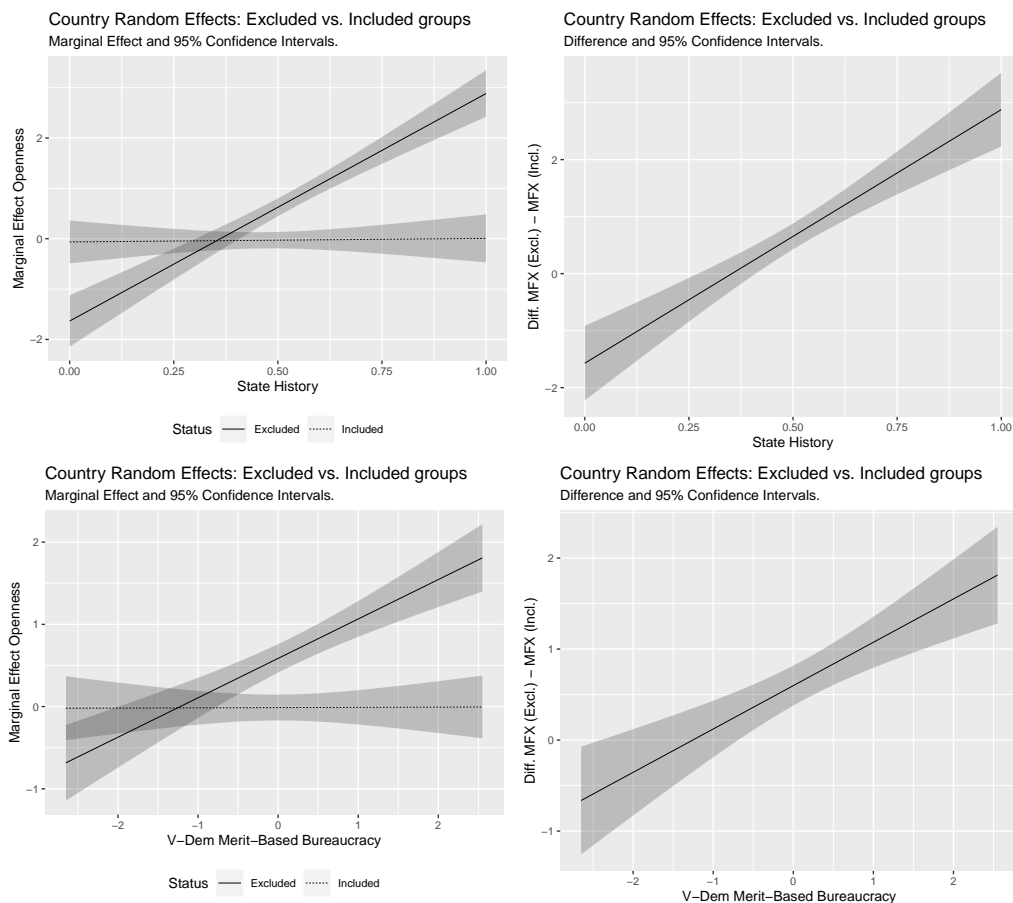 Country Random Effects: Excluded vs. Included groups
Marginal Effect and 95% Confidence Intervals.
Marginal Effect Openness
2
0
−2
0.00 0.25 0.50 0.75 1.00
State History
Status Excluded Included
Country Random Effects: Excluded vs. Included groups
Difference and 95% Confidence Intervals.
Diff. MFX (Excl.) − MFX (Incl.)
2
0
−2
0.00 0.25 0.50 0.75 1.00
State History
Country Random Effects: Excluded vs. Included groups
Marginal Effect and 95% Confidence Intervals.
Marginal Effect Openness
2
1
0
−1
−2 −1 0 1 2
V−Dem Merit−Based Bureaucracy
Status Excluded Included
Country Random Effects: Excluded vs. Included groups
Difference and 95% Confidence Intervals.
Diff. MFX (Excl.) − MFX (Incl.)
2
1
0
−1
−2 −1 0 1 2
V−Dem Merit−Based Bureaucracy